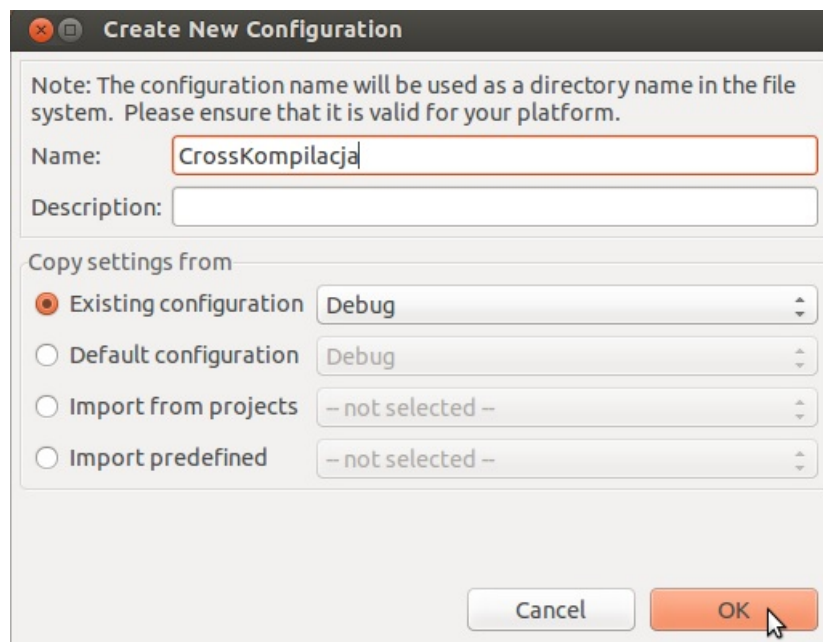 Create New Configuration
Note: The configuration name will be used as a directory name in the file
system. Please ensure that it is valid for your platform.
Name: CrossKompilacja
Description:
Copy settings from
Existing configuration Debug
Default configuration Debug
Import from projects -- not selected --
Import predefined -- not selected --
Cancel OK